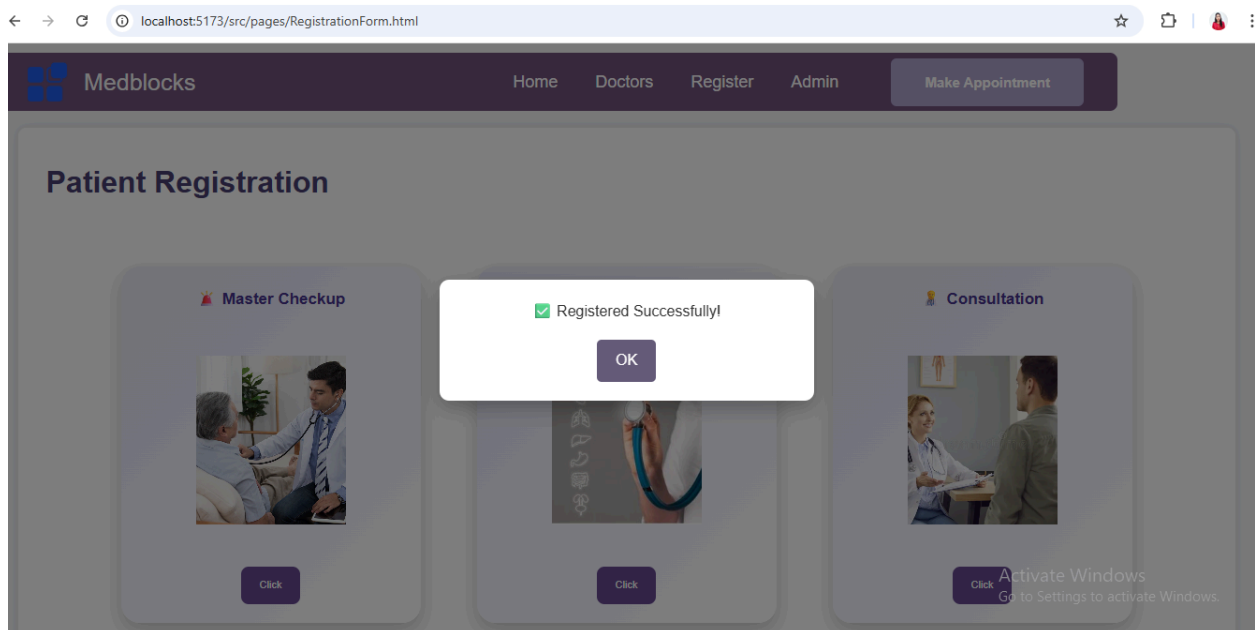 localhost:5173/src/pages/RegistrationForm.html
Medblocks Home Doctors Register Admin Make Appointment
Patient Registration
🚨 Master Checkup
Consultation
✅ Registered Successfully!
OK
Click
Click
Click
Activate Windows
Go to Settings to activate Windows.